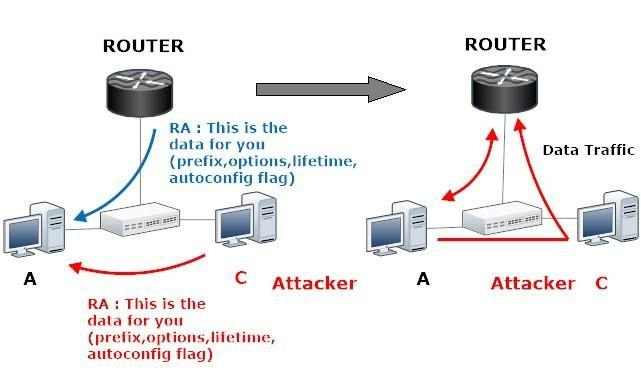 ROUTER
RA : This is the
data for you
(prefix,options,lifetime,
autoconfig flag)
A
C Attacker
RA : This is the
data for you
(prefix,options,lifetime,
autoconfig flag)
ROUTER
Data Traffic
A
Attacker C